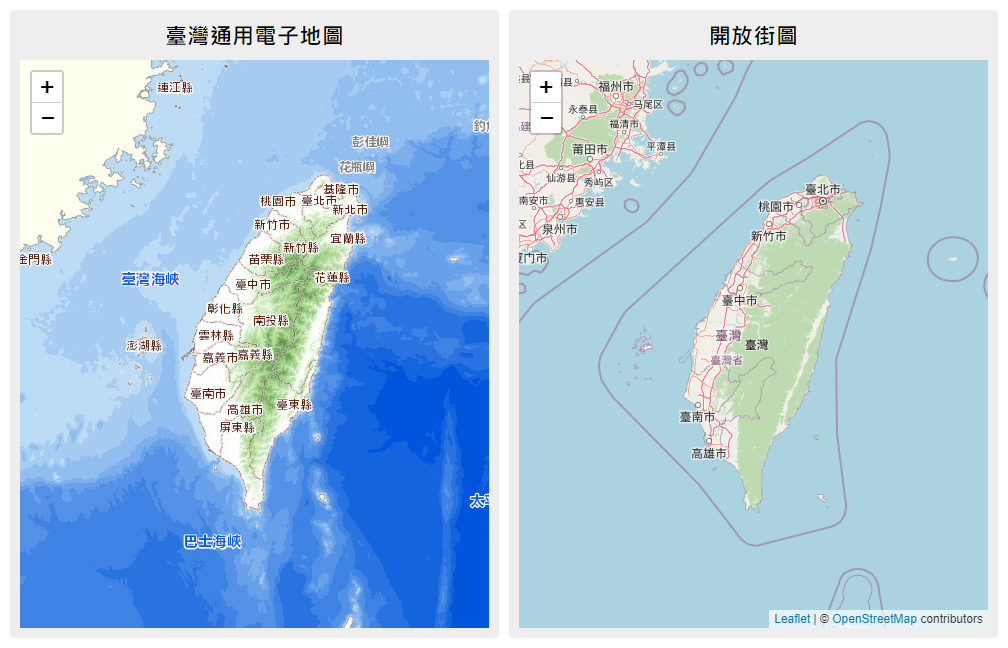 臺灣通用電子地圖
+
−
連江縣
釣
彭佳嶼
花瓶嶼
基隆市
桃園市
臺北市
新北市
新竹市
宜蘭縣
新竹縣
苗栗縣
金門縣
臺灣海峽
花蓮縣
臺中市
彰化縣
南投縣
雲林縣
澎湖縣
嘉義市
嘉義縣
臺南市
臺東縣
高雄市
屏東縣
太平
巴士海峽
開放街圖
+
−
县
福州市
永泰县
马尾区
福清市
建
莆田市
平潭县
化县
仙游县
秀屿区
南安市
惠安县
区
泉州市
厦门市
臺北市
桃園市
新竹市
臺中市
臺灣
臺灣
臺灣省
臺南市
高雄市
Leaflet | © OpenStreetMap contributors